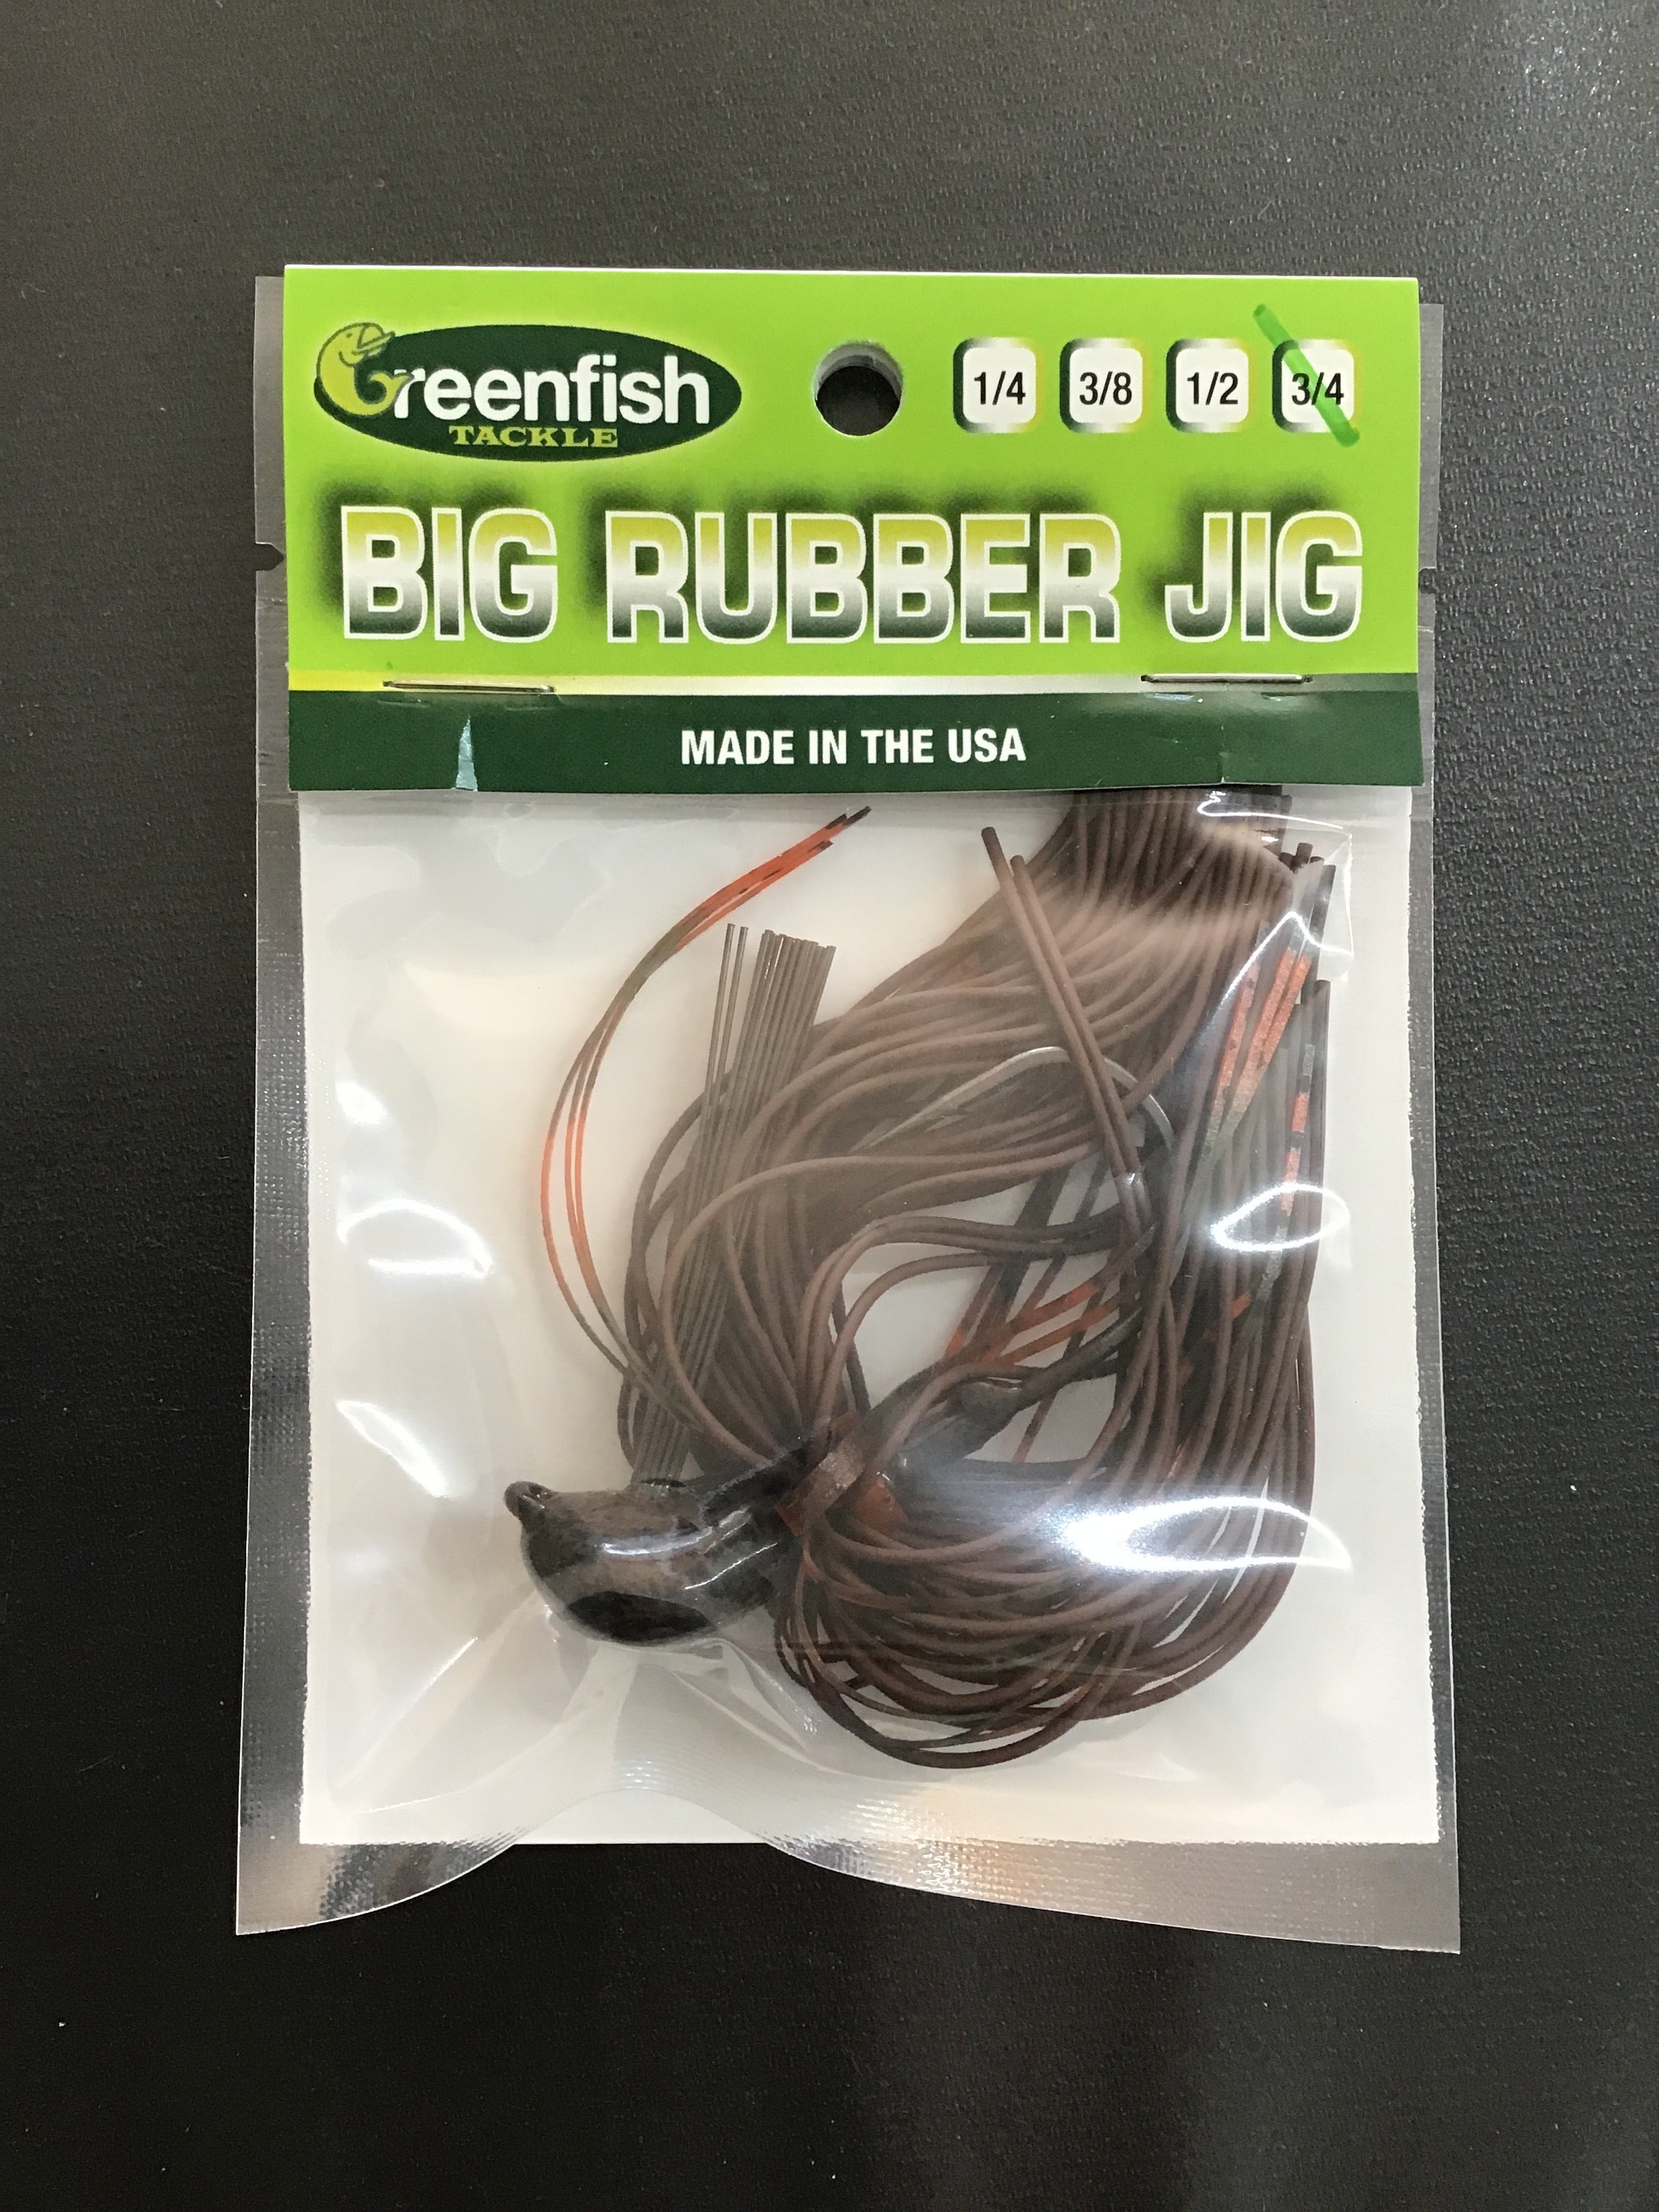 Greenfish
TACKLE
1/4 3/8 1/2 3/4
BIG RUBBER JIG
MADE IN THE USA